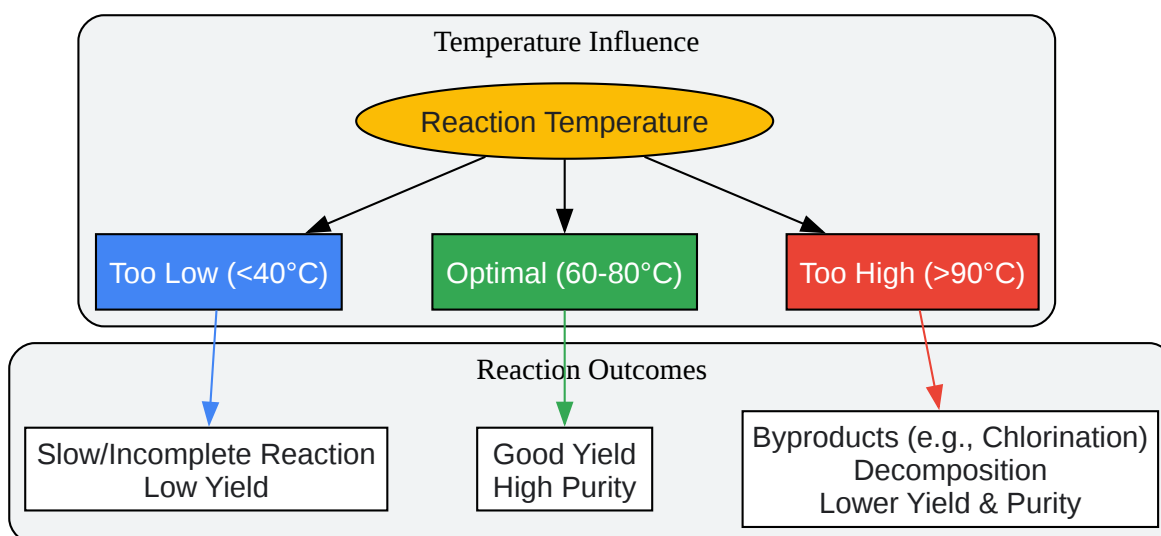 Temperature Influence
Reaction Temperature
Too Low (<40°C)
Optimal (60-80°C)
Too High (>90°C)
Reaction Outcomes
Slow/Incomplete Reaction
Low Yield
Good Yield
High Purity
Byproducts (e.g., Chlorination)
Decomposition
Lower Yield & Purity